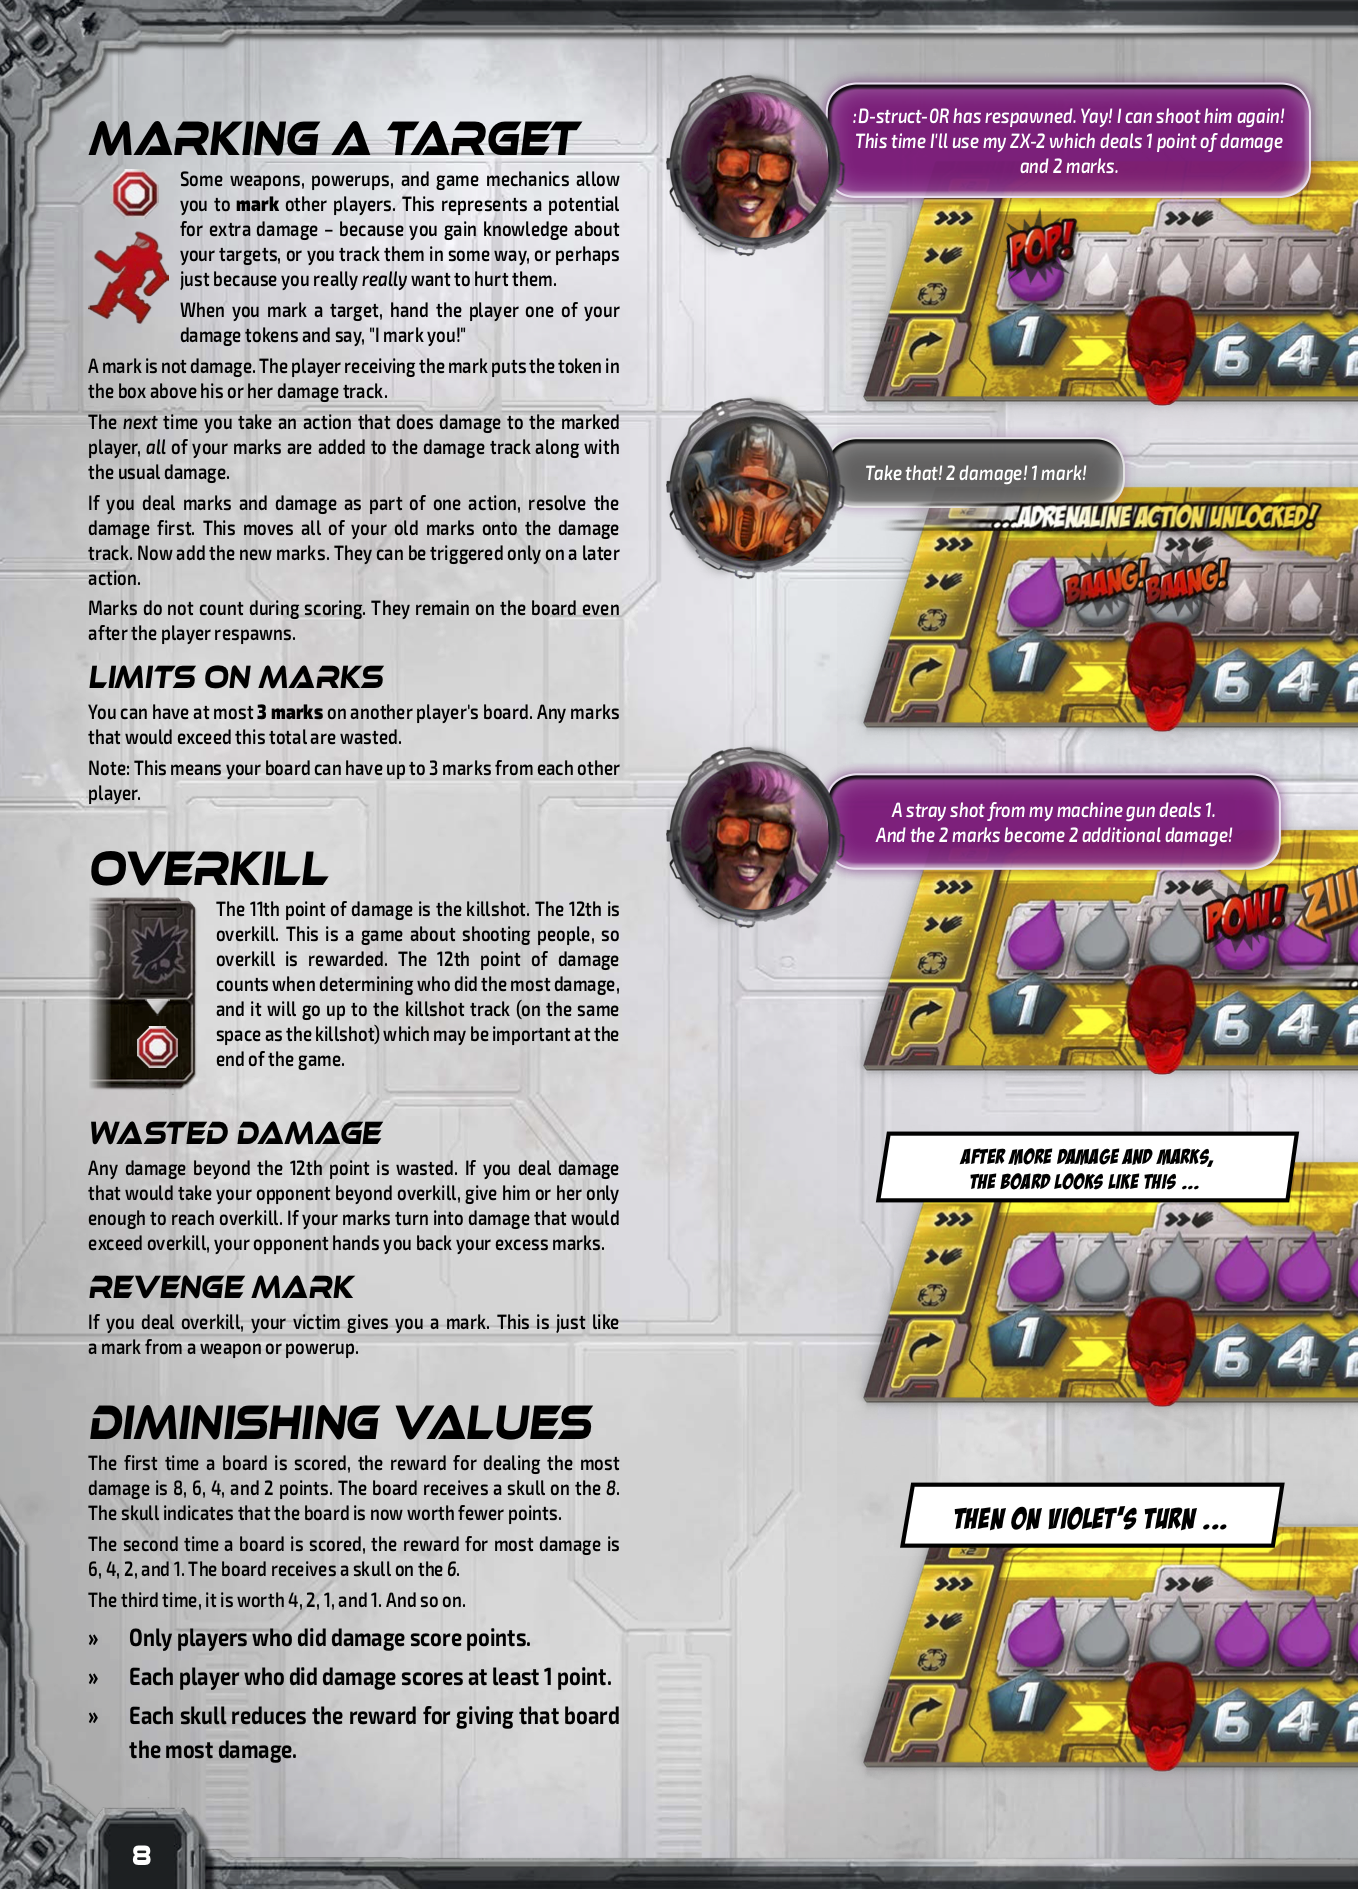 MARKING A TARGET
Some weapons, powerups, and game mechanics allow
you to mark other players. This represents a potential
for extra damage – because you gain knowledge about
your targets, or you track them in some way, or perhaps
just because you really really want to hurt them.
When you mark a target, hand the player one of your
damage tokens and say, "I mark you!"
A mark is not damage. The player receiving the mark puts the token in
the box above his or her damage track.
The next time you take an action that does damage to the marked
player, all of your marks are added to the damage track along with
the usual damage.
If you deal marks and damage as part of one action, resolve the
damage first. This moves all of your old marks onto the damage
track. Now add the new marks. They can be triggered only on a later
action.
Marks do not count during scoring. They remain on the board even
after the player respawns.
LIMITS ON MARKS
You can have at most 3 marks on another player's board. Any marks
that would exceed this total are wasted.
Note: This means your board can have up to 3 marks from each other
player.
OVERKILL
The 11th point of damage is the killshot. The 12th is
overkill. This is a game about shooting people, so
overkill is rewarded. The 12th point of damage
counts when determining who did the most damage,
and it will go up to the killshot track (on the same
space as the killshot) which may be important at the
end of the game.
WASTED DAMAGE
Any damage beyond the 12th point is wasted. If you deal damage
that would take your opponent beyond overkill, give him or her only
enough to reach overkill. If your marks turn into damage that would
exceed overkill, your opponent hands you back your excess marks.
REVENGE MARK
If you deal overkill, your victim gives you a mark. This is just like
a mark from a weapon or powerup.
DIMINISHING VALUES
The first time a board is scored, the reward for dealing the most
damage is 8, 6, 4, and 2 points. The board receives a skull on the 8.
The skull indicates that the board is now worth fewer points.
The second time a board is scored, the reward for most damage is
6, 4, 2, and 1. The board receives a skull on the 6.
The third time, it is worth 4, 2, 1, and 1. And so on.
» Only players who did damage score points.
» Each player who did damage scores at least 1 point.
» Each skull reduces the reward for giving that board
the most damage.
8
:D-struct-OR has respawned. Yay! I can shoot him again!
This time I'll use my ZX-2 which deals 1 point of damage
and 2 marks.
POP!
1 6 4 2
Take that! 2 damage! 1 mark!
x2
...ADRENALINE ACTION UNLOCKED!
BAANG! BAANG!
1 6 4 2
A stray shot from my machine gun deals 1.
And the 2 marks become 2 additional damage!
POW!
1 6 4 2
AFTER MORE DAMAGE AND MARKS,
THE BOARD LOOKS LIKE THIS ...
1 6 4 2
THEN ON VIOLET'S TURN ...
x2
1 6 4 2